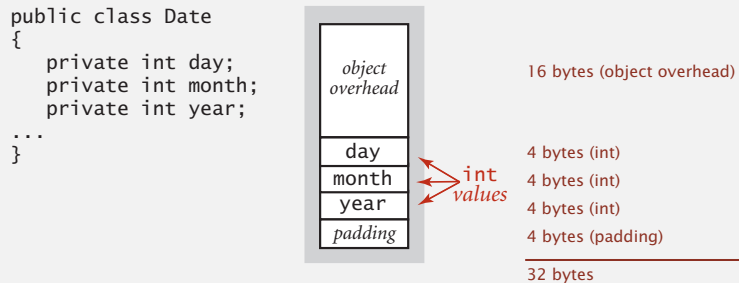 public class Date
{
private int day;
private int month;
private int year;
...
}
object
overhead
day
month
year
padding
int
values
16 bytes (object overhead)
4 bytes (int)
4 bytes (int)
4 bytes (int)
4 bytes (padding)
32 bytes